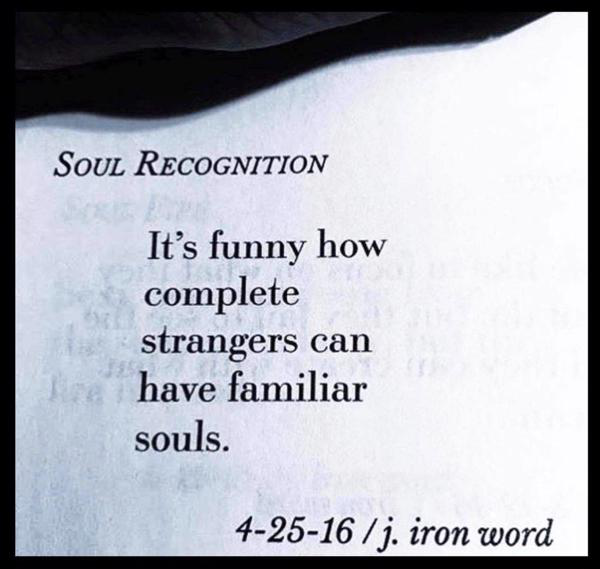 SOUL RECOGNITION
It's funny how
complete
strangers can
have familiar
souls.
4-25-16 / j. iron word